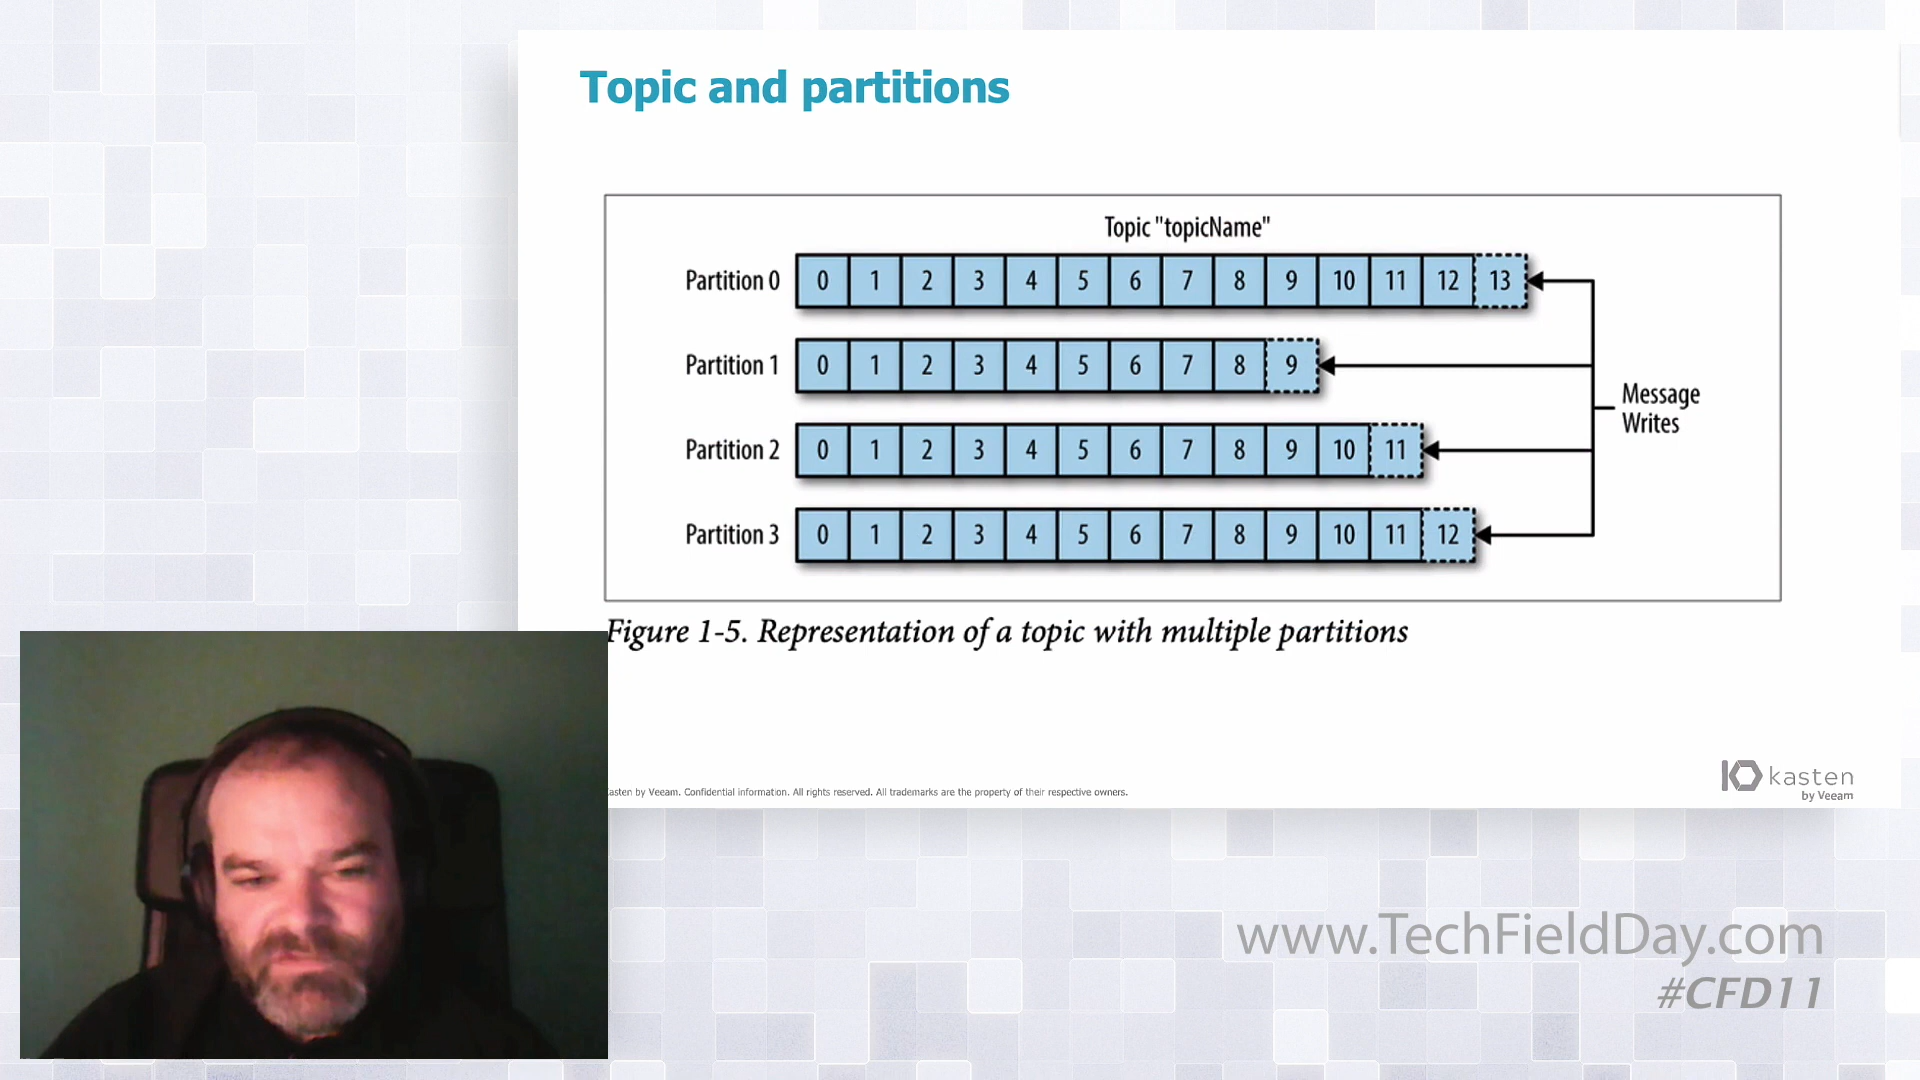 Topic and partitions
Topic "topicName"
Partition 0 0 1 2 3 4 5 6 7 8 9 10 11 12 13
Partition 1 0 1 2 3 4 5 6 7 8 9
Message
Writes
Partition 2 0 1 2 3 4 5 6 7 8 9 10 11
Partition 3 0 1 2 3 4 5 6 7 8 9 10 11 12
Figure 1-5. Representation of a topic with multiple partitions
asten by Veeam. Confidential information. All rights reserved. All trademarks are the property of their respective owners.
kasten
by Veeam
www.TechFieldDay.com
#CFD11